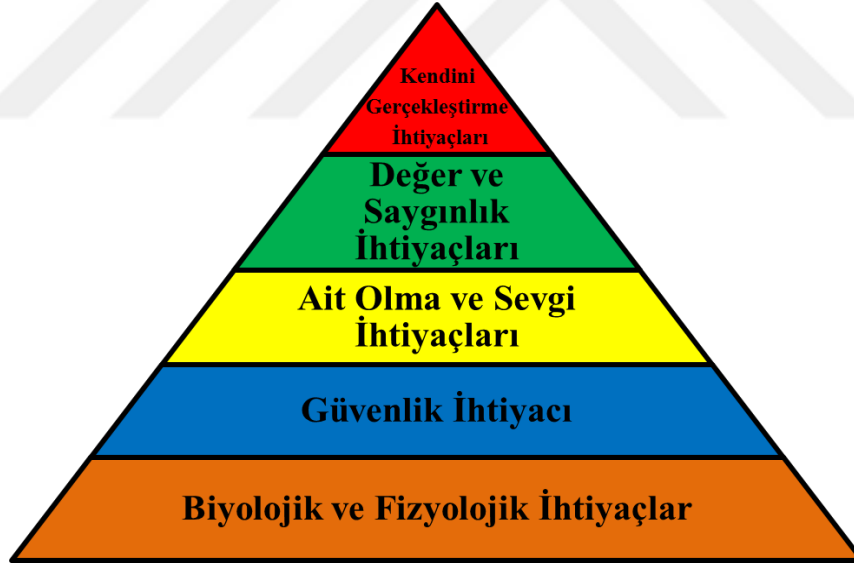 Kendini
Gerçekleştirme
İhtiyaçları
Değer ve
Saygınlık
İhtiyaçları
Ait Olma ve Sevgi
İhtiyaçları
Güvenlik İhtiyacı
Biyolojik ve Fizyolojik İhtiyaçlar